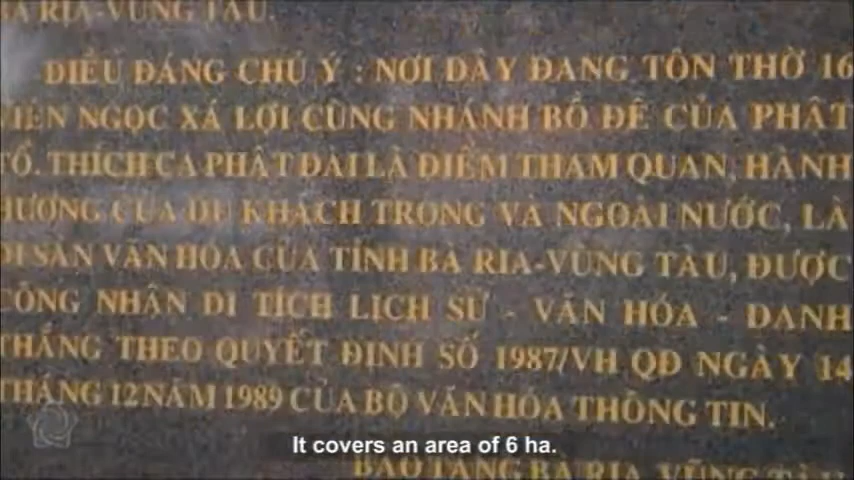 BÀ RỊA-VŨNG TÀU.
ĐIỀU ĐÁNG CHÚ Ý : NƠI ĐÂY ĐANG TÔN THỜ 16
VIÊN NGỌC XÁ LỢI CÙNG NHÁNH BỒ ĐỀ CỦA PHẬT
TỔ. THÍCH CA PHẬT ĐÀI LÀ ĐIỂM THAM QUAN, HÀNH
HƯƠNG CỦA DU KHÁCH TRONG VÀ NGOÀI NƯỚC, LÀ
DI SẢN VĂN HÓA CỦA TỈNH BÀ RỊA-VŨNG TÀU, ĐƯỢC
CÔNG NHẬN DI TÍCH LỊCH SỬ - VĂN HÓA - DANH
THẮNG THEO QUYẾT ĐỊNH SỐ 1987/VH QĐ NGÀY 14
THÁNG 12 NĂM 1989 CỦA BỘ VĂN HÓA THÔNG TIN.
It covers an area of 6 ha.
BẢO TÀNG BÀ RỊA VŨNG TÀU